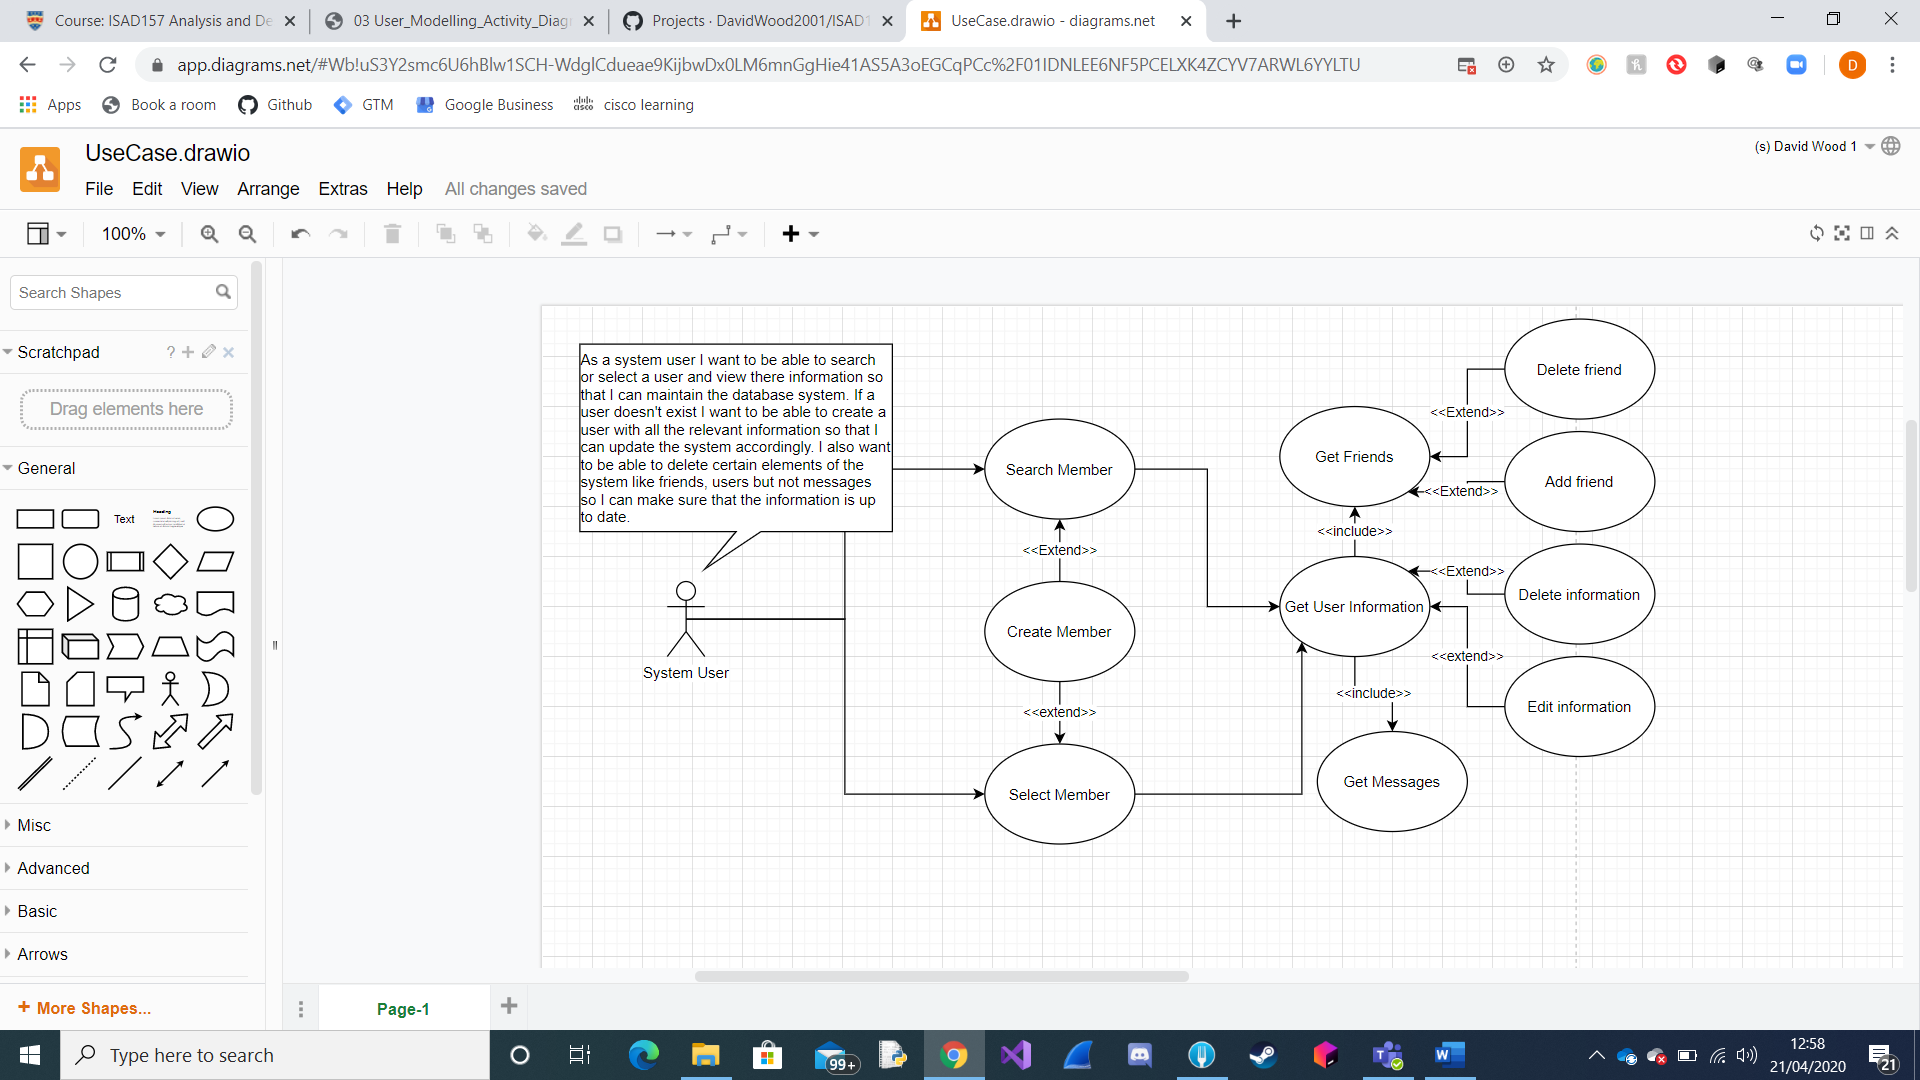 Course: ISAD157 Analysis and De
03 User_Modelling_Activity_Diagr
Projects · DavidWood2001/ISAD1
UseCase.drawio - diagrams.net
app.diagrams.net/#Wb!uS3Y2smc6U6hBlw1SCH-WdglCdueae9KijbwDx0LM6mnGgHie41AS5A3oEGCqPCc%2F01IDNLEE6NF5PCELXK4ZCYV7ARWL6YYLTU
D
Apps
Book a room
Github
GTM
Google Business
cisco learning
UseCase.drawio
(s) David Wood 1
File Edit View Arrange Extras Help All changes saved
100%
Search Shapes
Scratchpad
?
Drag elements here
General
Text
Heading
Misc
Advanced
Basic
Arrows
+ More Shapes...
As a system user I want to be able to search
or select a user and view there information so
that I can maintain the database system. If a
user doesn't exist I want to be able to create a
user with all the relevant information so that I
can update the system accordingly. I also want
to be able to delete certain elements of the
system like friends, users but not messages
so I can make sure that the information is up
to date.
System User
Search Member
<<Extend>>
Create Member
<<extend>>
Select Member
Get Friends
<<include>>
Get User Information
<<include>>
Get Messages
<<Extend>>
<<Extend>>
<<Extend>>
<<extend>>
Delete friend
Add friend
Delete information
Edit information
Page-1
Type here to search
99+
12:58
21/04/2020
21